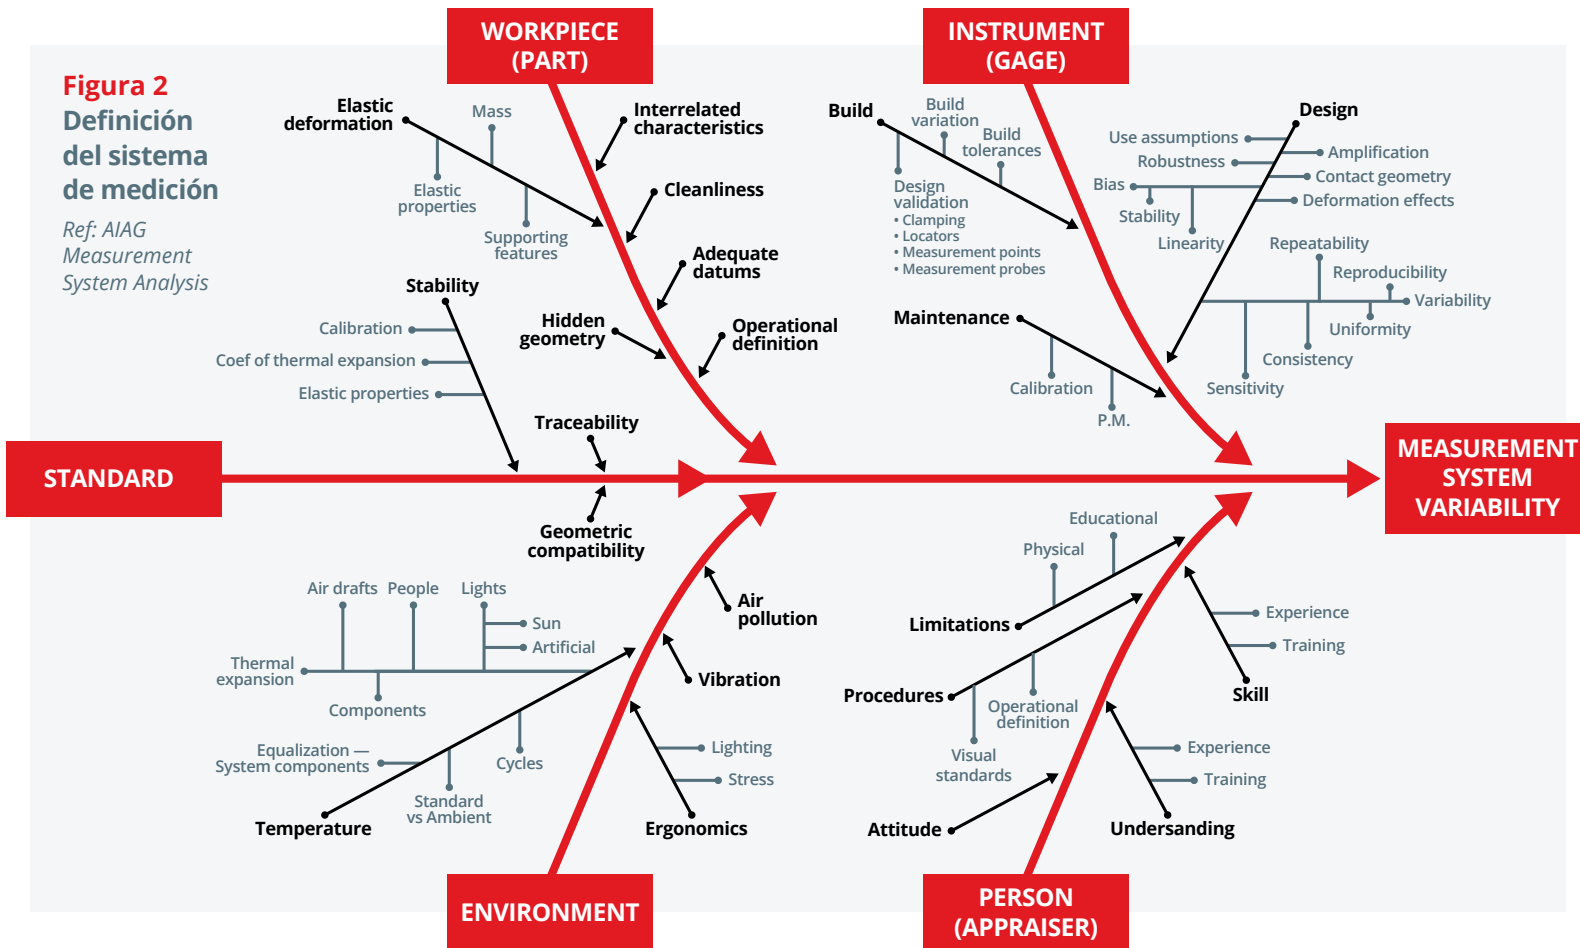 Figura 2
Definición
del sistema
de medición
Ref: AIAG
Measurement
System Analysis
WORKPIECE
(PART)
Elastic
deformation
Mass
Elastic
properties
Supporting
features
Interrelated
characteristics
Cleanliness
Adequate
datums
Hidden
geometry
Operational
definition
INSTRUMENT
(GAGE)
Build
Build
variation
Build
tolerances
Design
validation
• Clamping
• Locators
• Measurement points
• Measurement probes
Design
Use assumptions
Amplification
Robustness
Contact geometry
Bias
Deformation effects
Stability
Linearity
Repeatability
Reproducibility
Variability
Uniformity
Consistency
Sensitivity
Maintenance
Calibration
P.M.
Stability
Calibration
Coef of thermal expansion
Elastic properties
Traceability
STANDARD
Geometric
compatibility
MEASUREMENT
SYSTEM
VARIABILITY
Air drafts
People
Lights
Sun
Artificial
Thermal
expansion
Components
Equalization —
System components
Standard
vs Ambient
Cycles
Temperature
Air
pollution
Vibration
Lighting
Stress
Ergonomics
ENVIRONMENT
Educational
Physical
Limitations
Procedures
Operational
definition
Visual
standards
Attitude
Experience
Training
Skill
Experience
Training
Undersanding
PERSON
(APPRAISER)